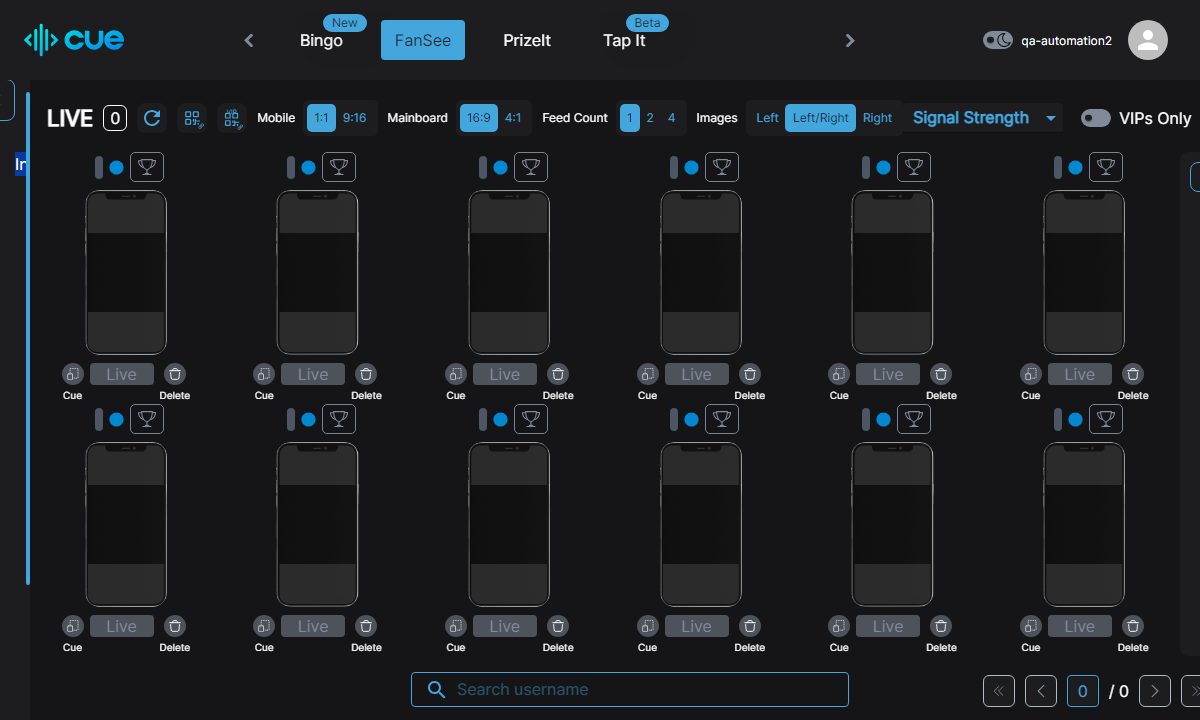 cue
Bingo
New
FanSee
PrizeIt
Tap It
Beta
qa-automation2
LIVE 0 Mobile 1:1 9:16 Mainboard 16:9 4:1 Feed Count 1 2 4 Images Left Left/Right Right Signal Strength VIPs Only
In
Live Live Live Live Live Live
Cue Delete Cue Delete Cue Delete Cue Delete Cue Delete Cue Delete
Live Live Live Live Live Live
Cue Delete Cue Delete Cue Delete Cue Delete Cue Delete Cue Delete
Search username
0 / 0